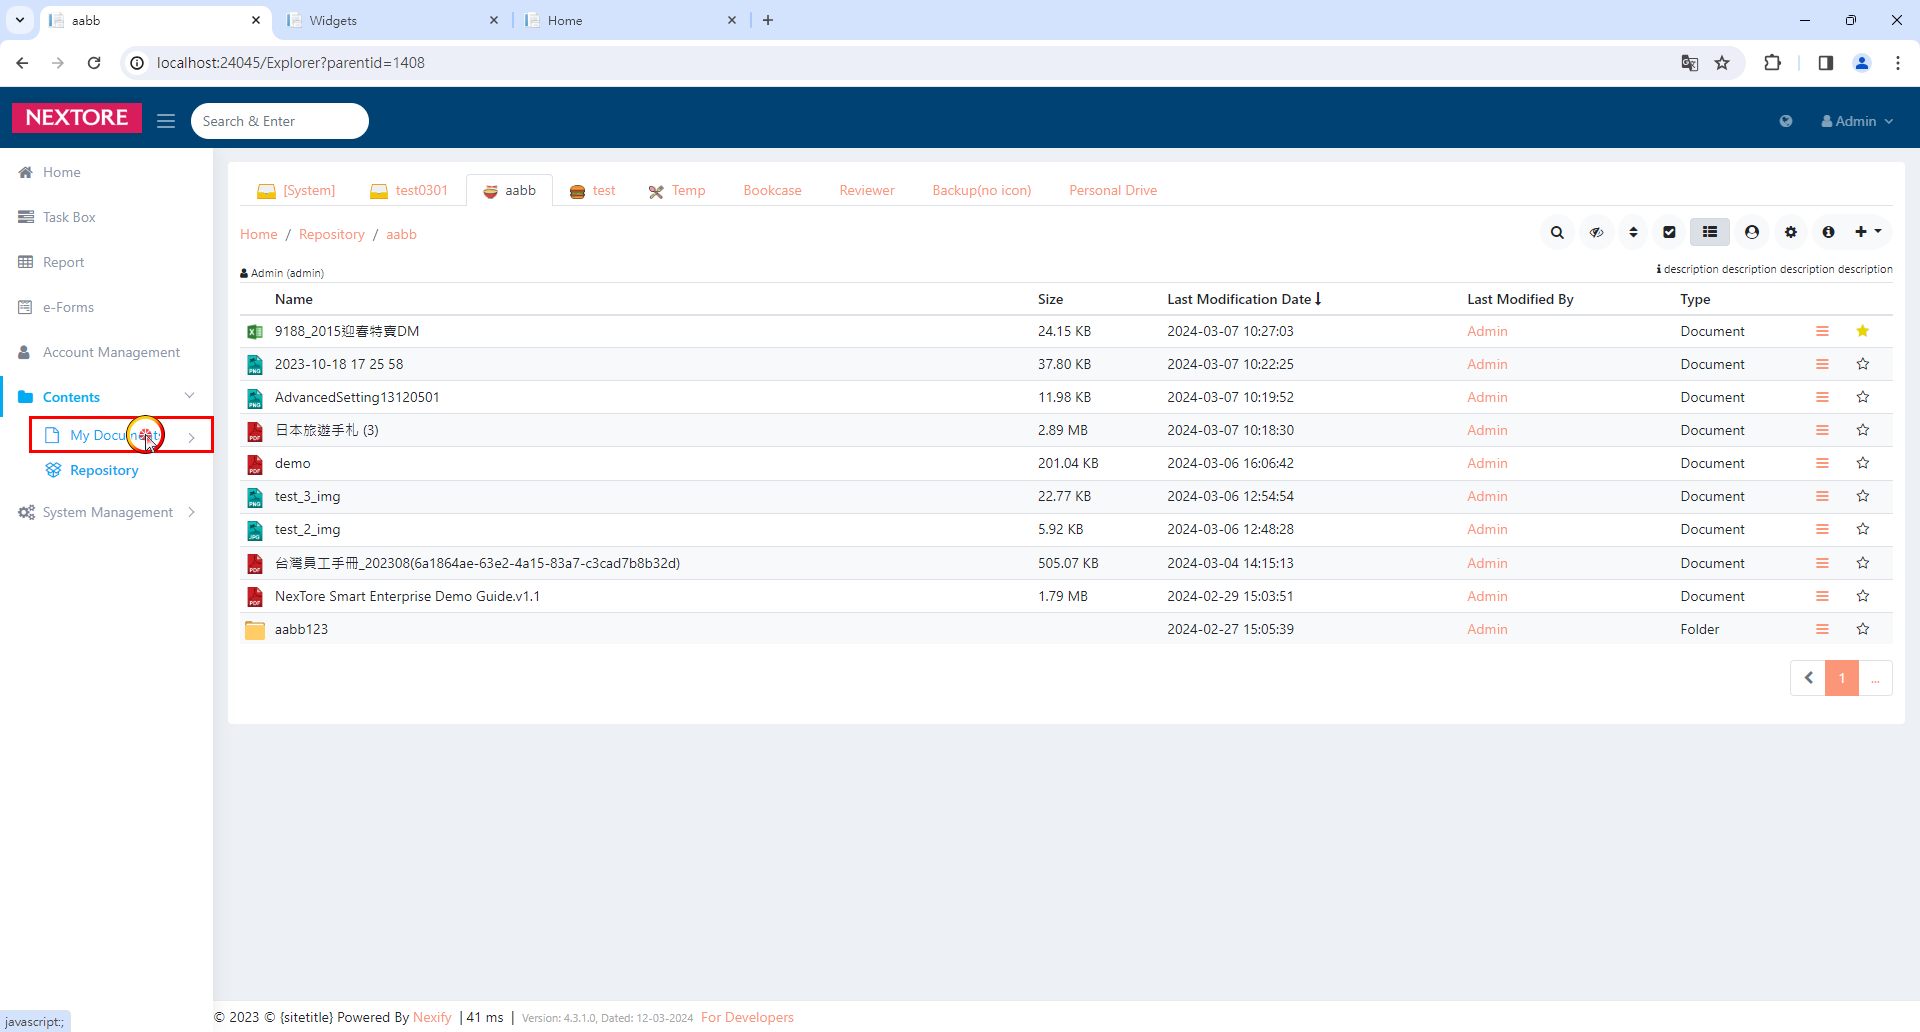 aabb
Widgets
Home
localhost:24045/Explorer?parentid=1408
NEXTORE
Search & Enter
Admin
Home
Task Box
Report
e-Forms
Account Management
Contents
Repository
System Management
[System] test0301 aabb test Temp Bookcase Reviewer Backup(no icon) Personal Drive
Home / Repository / aabb
Admin (admin)
description description description description
Name Size Last Modification Date Last Modified By Type
9188_2015迎春特賣DM 24.15 KB 2024-03-07 10:27:03 Admin Document
2023-10-18 17 25 58 37.80 KB 2024-03-07 10:22:25 Admin Document
AdvancedSetting13120501 11.98 KB 2024-03-07 10:19:52 Admin Document
日本旅遊手札 (3) 2.89 MB 2024-03-07 10:18:30 Admin Document
demo 201.04 KB 2024-03-06 16:06:42 Admin Document
test_3_img 22.77 KB 2024-03-06 12:54:54 Admin Document
test_2_img 5.92 KB 2024-03-06 12:48:28 Admin Document
台灣員工手冊_202308(6a1864ae-63e2-4a15-83a7-c3cad7b8b32d) 505.07 KB 2024-03-04 14:15:13 Admin Document
NexTore Smart Enterprise Demo Guide.v1.1 1.79 MB 2024-02-29 15:03:51 Admin Document
aabb123 2024-02-27 15:05:39 Admin Folder
1 ...
© 2023 © {sitetitle} Powered By Nexify | 41 ms | Version: 4.3.1.0, Dated: 12-03-2024 For Developers
javascript:;